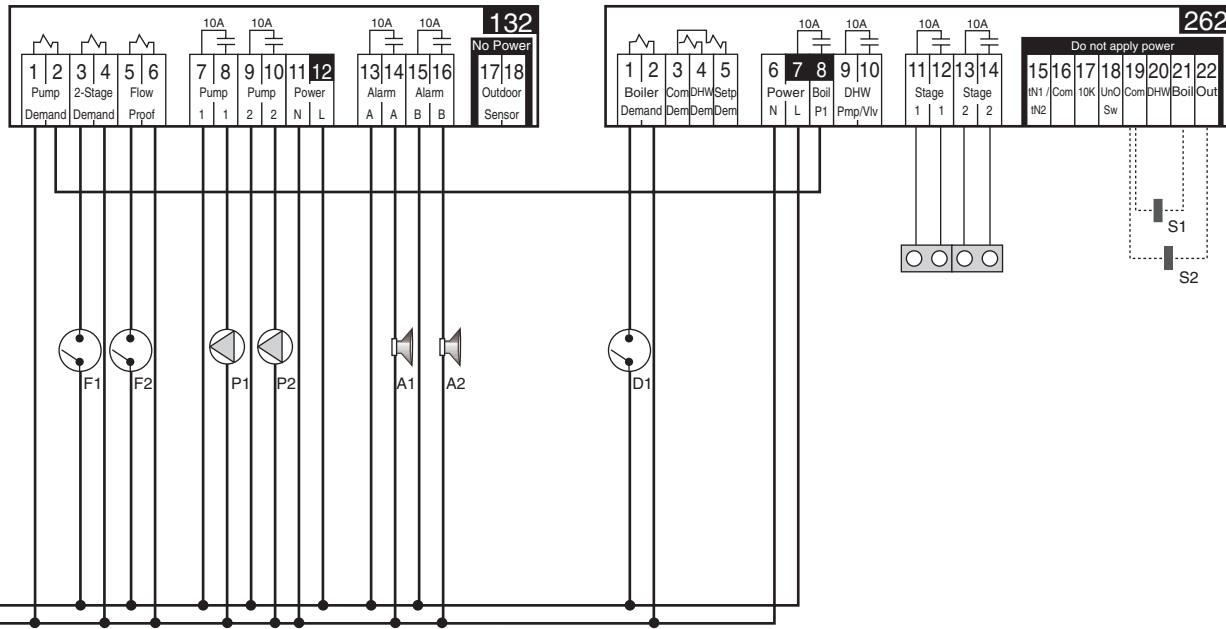 10A 10A 10A 10A 132
No Power
1 2 3 4 5 6 7 8 9 10 11 12 13 14 15 16 17 18
Pump 2-Stage Flow Pump Pump Power Alarm Alarm Outdoor
Demand Demand Proof 1 1 2 2 N L A A B B Sensor
10A 10A 10A 10A 262
Do not apply power
1 2 3 4 5 6 7 8 9 10 11 12 13 14 15 16 17 18 19 20 21 22
Boiler Com DHW Setp Power Boil DHW Stage Stage tN1 / Com 10K UnO Com DHW Boil Out
Demand Dem Dem Dem N L P1 Pmp/Vlv 1 1 2 2 tN2 Sw
S1
S2
F1 F2 P1 P2 A1 A2 D1